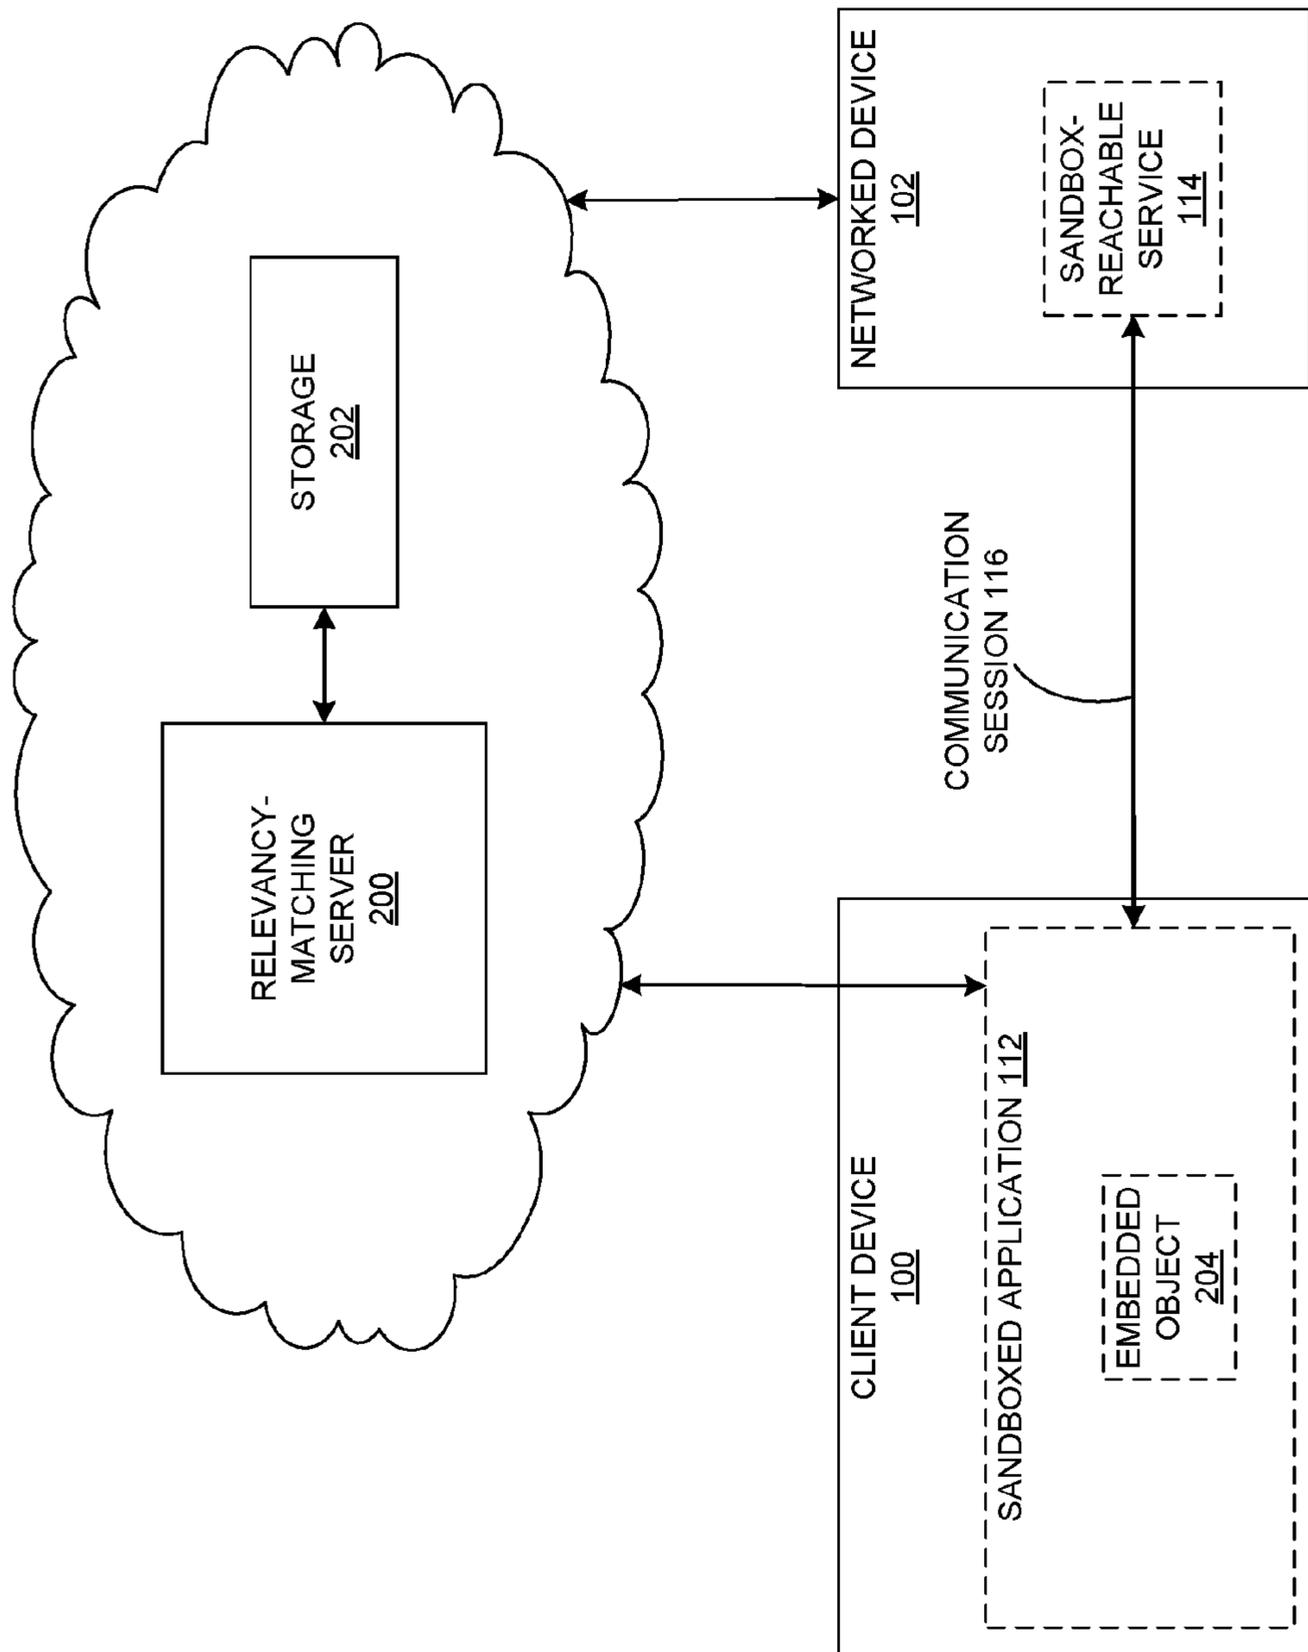 RELEVANCY-
MATCHING
SERVER
200
STORAGE
202
CLIENT DEVICE
100
SANDBOXED APPLICATION 112
EMBEDDED
OBJECT
204
COMMUNICATION
SESSION 116
NETWORKED DEVICE
102
SANDBOX-
REACHABLE
SERVICE
114